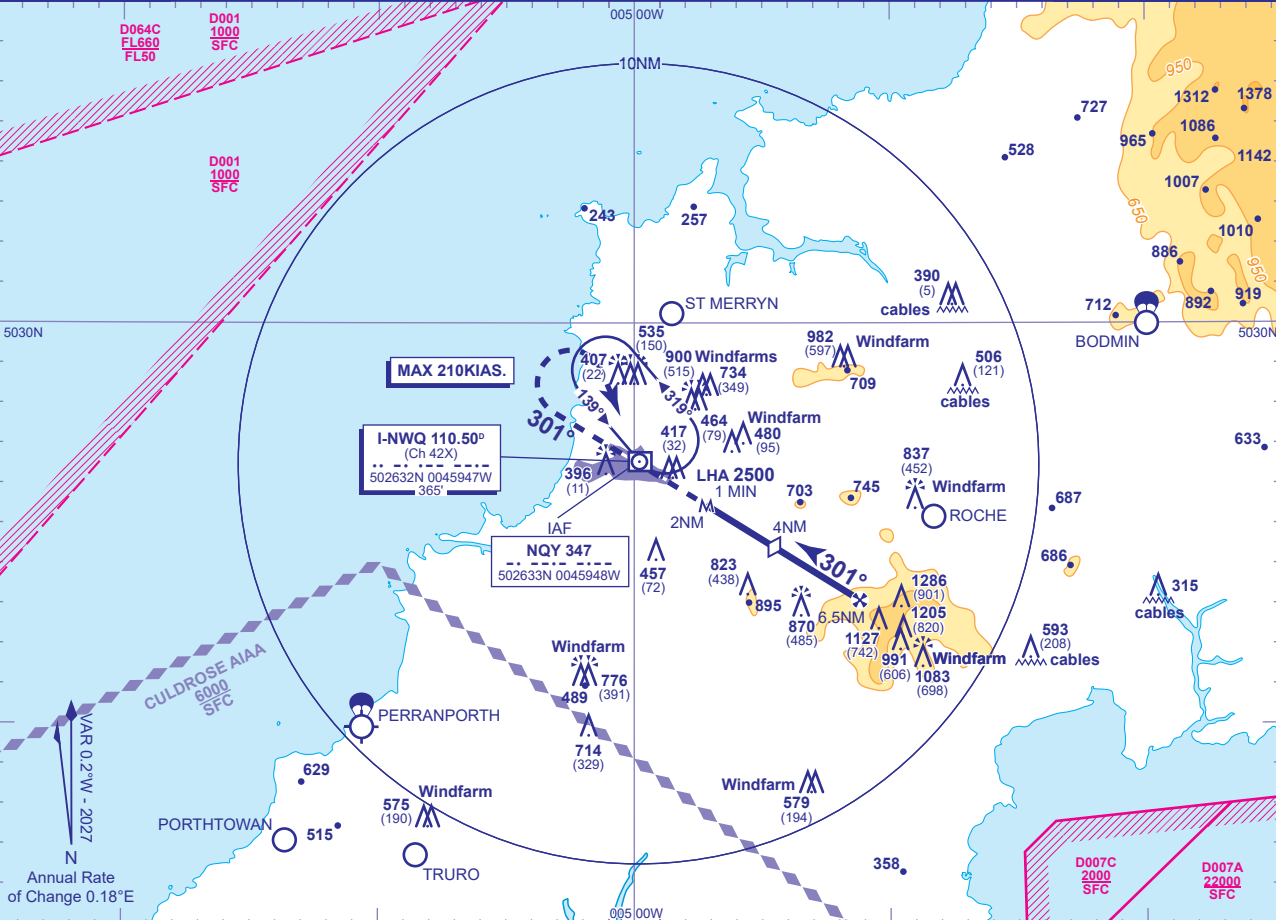 005 00W
D064C
FL660
FL50
D001
1000
SFC
10NM
950
1312
1378
727
965
1086
528
1142
1007
D001
1000
SFC
650
243
257
1010
886
950
390
(5)
cables
892
919
712
ST MERRYN
5030N
5030N
BODMIN
535
(150)
407
(22)
900
(515)
Windfarms
734
(349)
982
(597)
Windfarm
709
506
(121)
cables
MAX 210KIAS.
139°
319°
301°
464
(79)
Windfarm
480
(95)
417
(32)
633
I-NWQ 110.50ᴰ
(Ch 42X)
502632N 0045947W
365'
396
(11)
LHA 2500
1 MIN
837
(452)
Windfarm
703
745
687
ROCHE
2NM
4NM
IAF
NQY 347
502633N 0045948W
457
(72)
823
(438)
895
301°
686
1286
(901)
315
cables
870
(485)
6.5NM
1205
(820)
1127
(742)
991
(606)
Windfarm
1083
(698)
593
(208)
cables
CULDROSE AIAA
6000
SFC
Windfarm
776
(391)
489
PERRANPORTH
714
(329)
VAR 0.2°W - 2027
629
Windfarm
575
(190)
Windfarm
579
(194)
PORTHTOWAN
515
N
Annual Rate
of Change 0.18°E
TRURO
358
D007C
2000
SFC
D007A
22000
SFC
005 00W